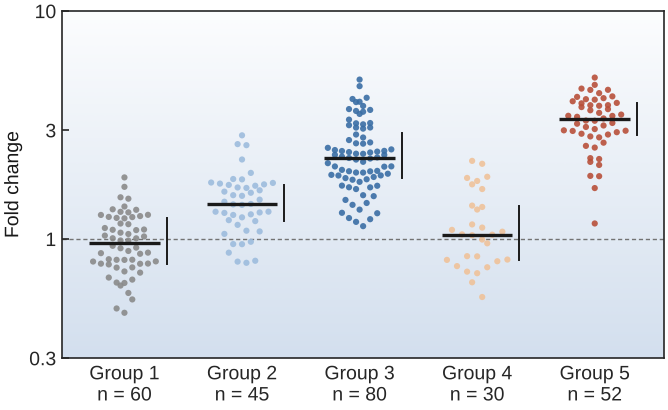 10
3
1
0.3
Fold change
Group 1
n = 60
Group 2
n = 45
Group 3
n = 80
Group 4
n = 30
Group 5
n = 52